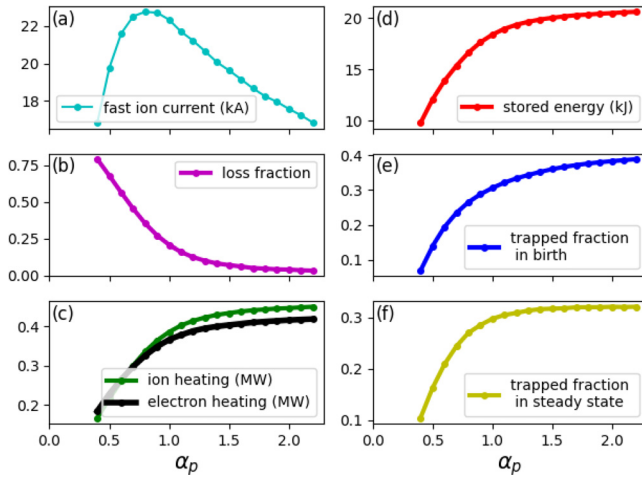 (a)
22
20
18
fast ion current (kA)
(d)
20
15
10
stored energy (kJ)
(b)
0.75
0.50
0.25
0.00
loss fraction
(e)
0.4
0.3
0.2
0.1
trapped fraction
in birth
(c)
0.4
0.3
0.2
ion heating (MW)
electron heating (MW)
0.0 0.5 1.0 1.5 2.0
αp
(f)
0.3
0.2
0.1
trapped fraction
in steady state
0.0 0.5 1.0 1.5 2.0
αp